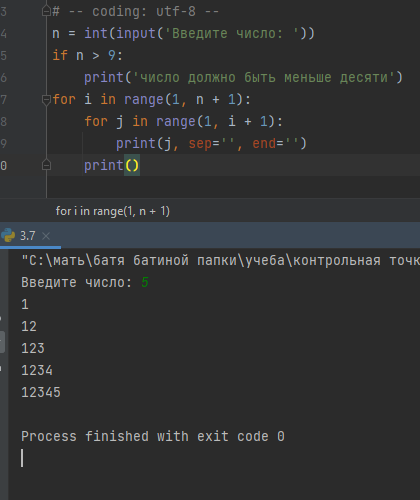 3 # -- coding: utf-8 --
4 n = int(input('Введите число: '))
5 if n > 9:
6 print('число должно быть меньше десяти')
7 for i in range(1, n + 1):
8 for j in range(1, i + 1):
9 print(j, sep='', end='')
0 print()
for i in range(1, n + 1)
3.7 ×
"C:\мать\батя батиной папки\учеба\контрольная точк
Введите число: 5
1
12
123
1234
12345
Process finished with exit code 0